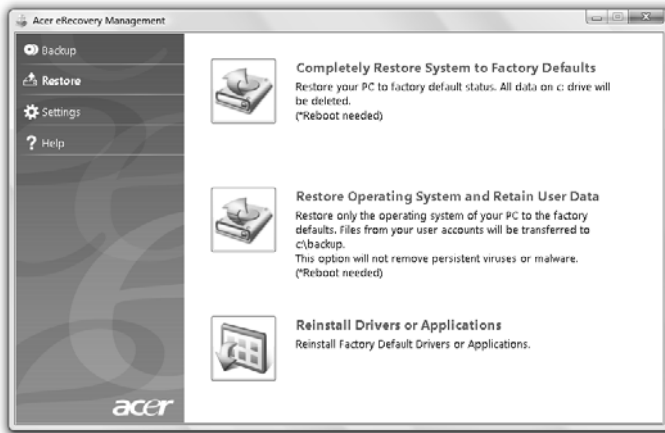 Acer eRecovery Management
Backup
Restore
Settings
Help
Completely Restore System to Factory Defaults
Restore your PC to factory default status. All data on c: drive will
be deleted.
(*Reboot needed)
Restore Operating System and Retain User Data
Restore only the operating system of your PC to the factory
defaults. Files from your user accounts will be transferred to
c:\backup.
This option will not remove persistent viruses or malware.
(*Reboot needed)
Reinstall Drivers or Applications
Reinstall Factory Default Drivers or Applications.
acer